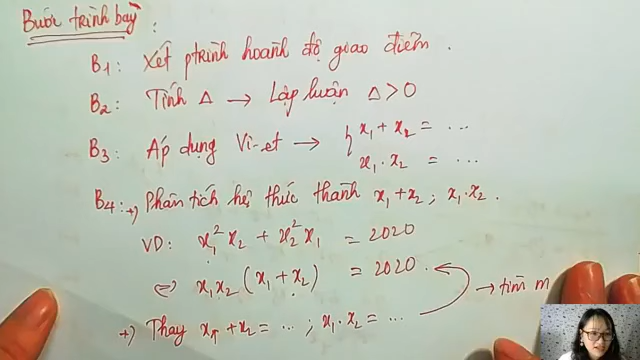 Bước trình bày :
B1: Xét ptrình hoành độ giao điểm .
B2: Tính Δ → Lập luận Δ > 0
B3: Áp dụng Vi-et → { x₁ + x₂ = ...
x₁ . x₂ = ...
B4: +) Phân tích hệ thức thành x₁ + x₂ ; x₁ . x₂ .
VD: x₁² x₂ + x₂² x₁ = 2020
⇔ x₁ x₂ ( x₁ + x₂ ) = 2020 . → tìm m
+) Thay x₁ + x₂ = ... ; x₁ . x₂ = ...